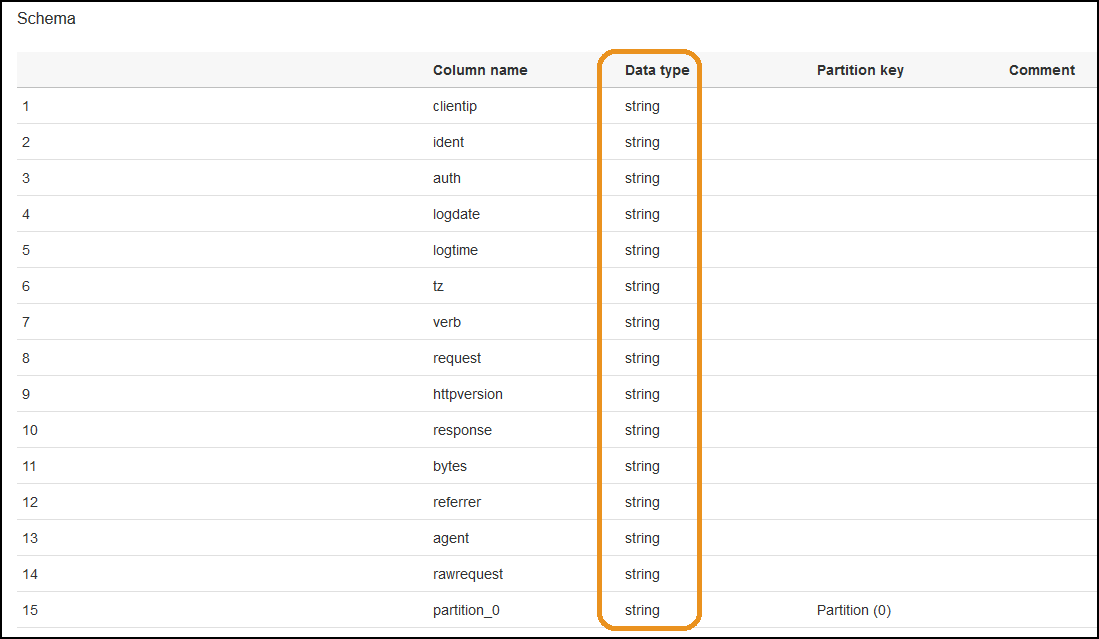 Schema
Column name Data type Partition key Comment
1 clientip string
2 ident string
3 auth string
4 logdate string
5 logtime string
6 tz string
7 verb string
8 request string
9 httpversion string
10 response string
11 bytes string
12 referrer string
13 agent string
14 rawrequest string
15 partition_0 string Partition (0)